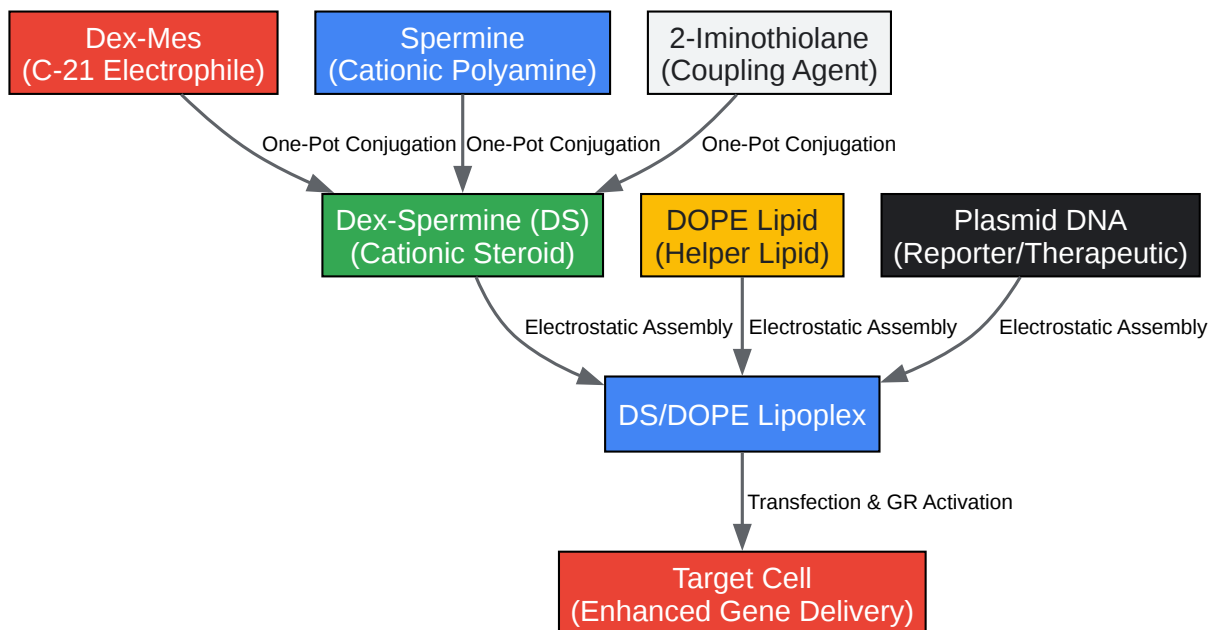 Dex-Mes
(C-21 Electrophile)
Spermine
(Cationic Polyamine)
2-Iminothiolane
(Coupling Agent)
One-Pot Conjugation
One-Pot Conjugation
One-Pot Conjugation
Dex-Spermine (DS)
(Cationic Steroid)
DOPE Lipid
(Helper Lipid)
Plasmid DNA
(Reporter/Therapeutic)
Electrostatic Assembly
Electrostatic Assembly
Electrostatic Assembly
DS/DOPE Lipoplex
Transfection & GR Activation
Target Cell
(Enhanced Gene Delivery)